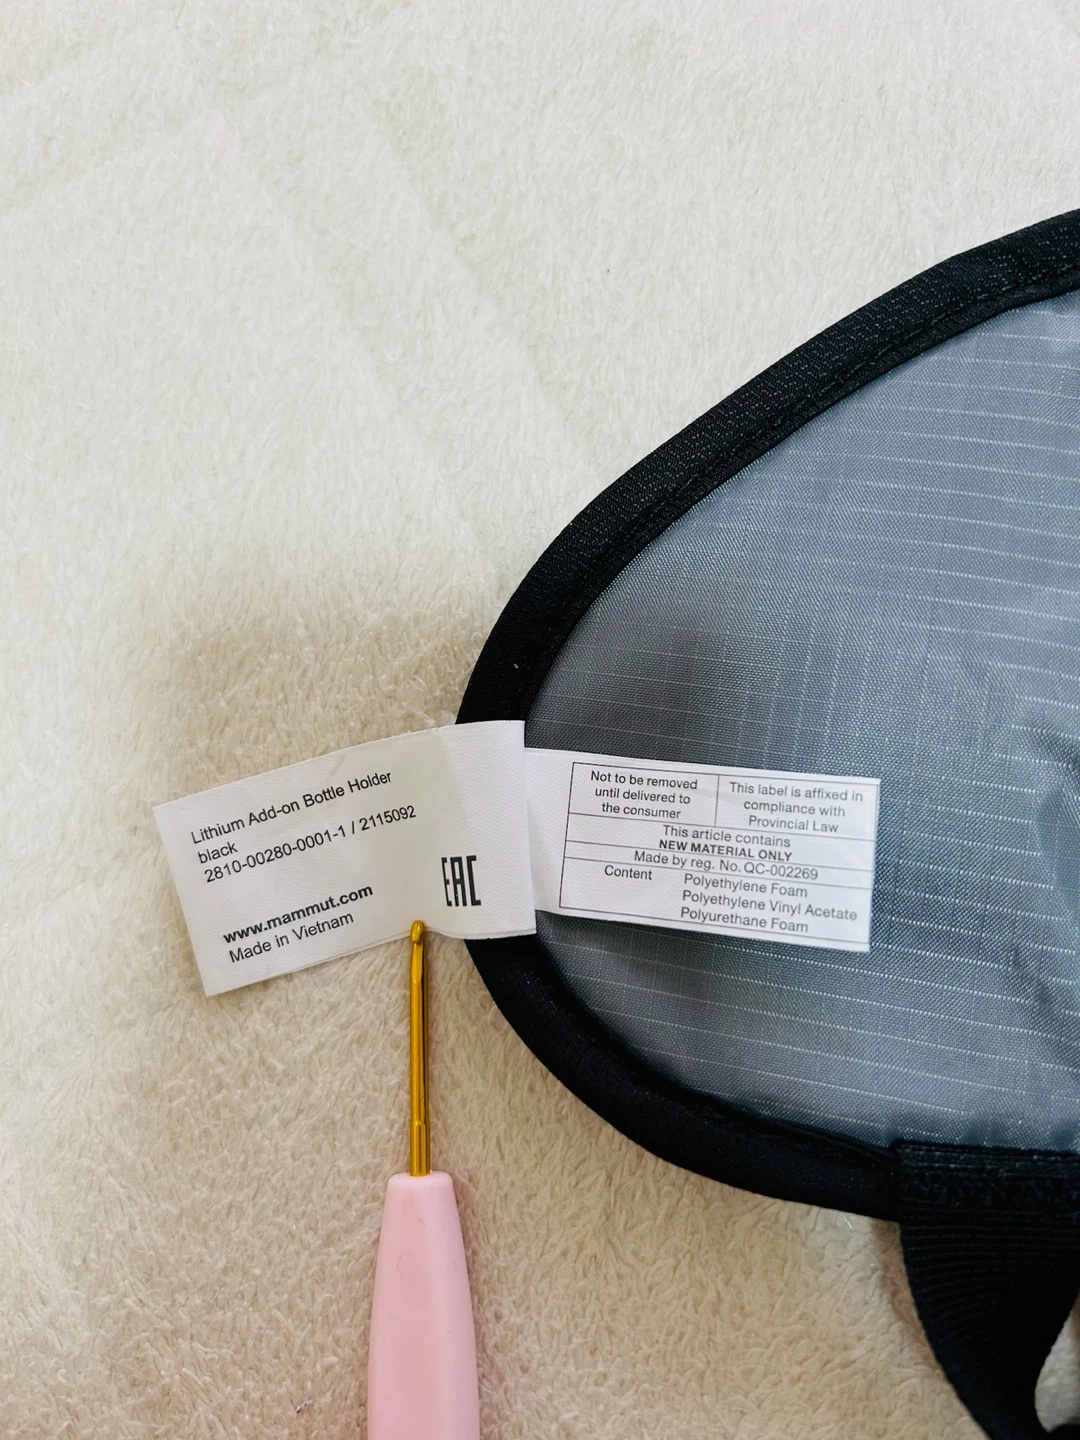 Lithium Add-on Bottle Holder
black
2810-00280-0001-1 / 2115092
EAC
www.mammut.com
Made in Vietnam
Not to be removed
until delivered to
the consumer
This label is affixed in
compliance with
Provincial Law
This article contains
NEW MATERIAL ONLY
Made by reg. No. QC-002269
Content Polyethylene Foam
Polyethylene Vinyl Acetate
Polyurethane Foam